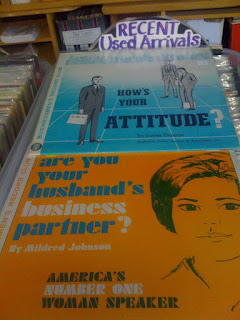 RECENT
Used Arrivals
HOW'S
YOUR
ATTITUDE?
are you
your
husband's
business
partner?
By Mildred Johnson
AMERICA'S
NUMBER ONE
WOMAN SPEAKER